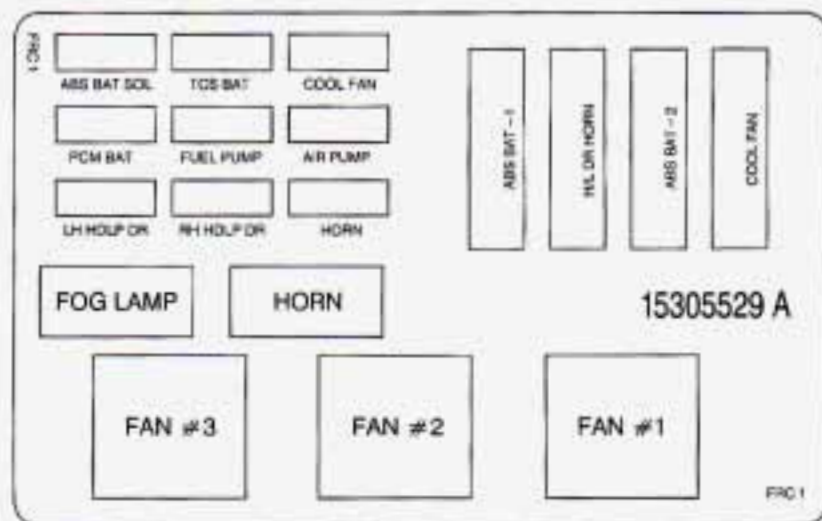 FRC 1
ABS BAT SOL TCS BAT COOL FAN
PCM BAT FUEL PUMP AIR PUMP
LH HDLP DR RH HDLP DR HORN
ABS BAT - 1
H/L DR HORN
ABS BAT - 2
COOL FAN
FOG LAMP HORN
15305529 A
FAN #3 FAN #2 FAN #1
FRC 1